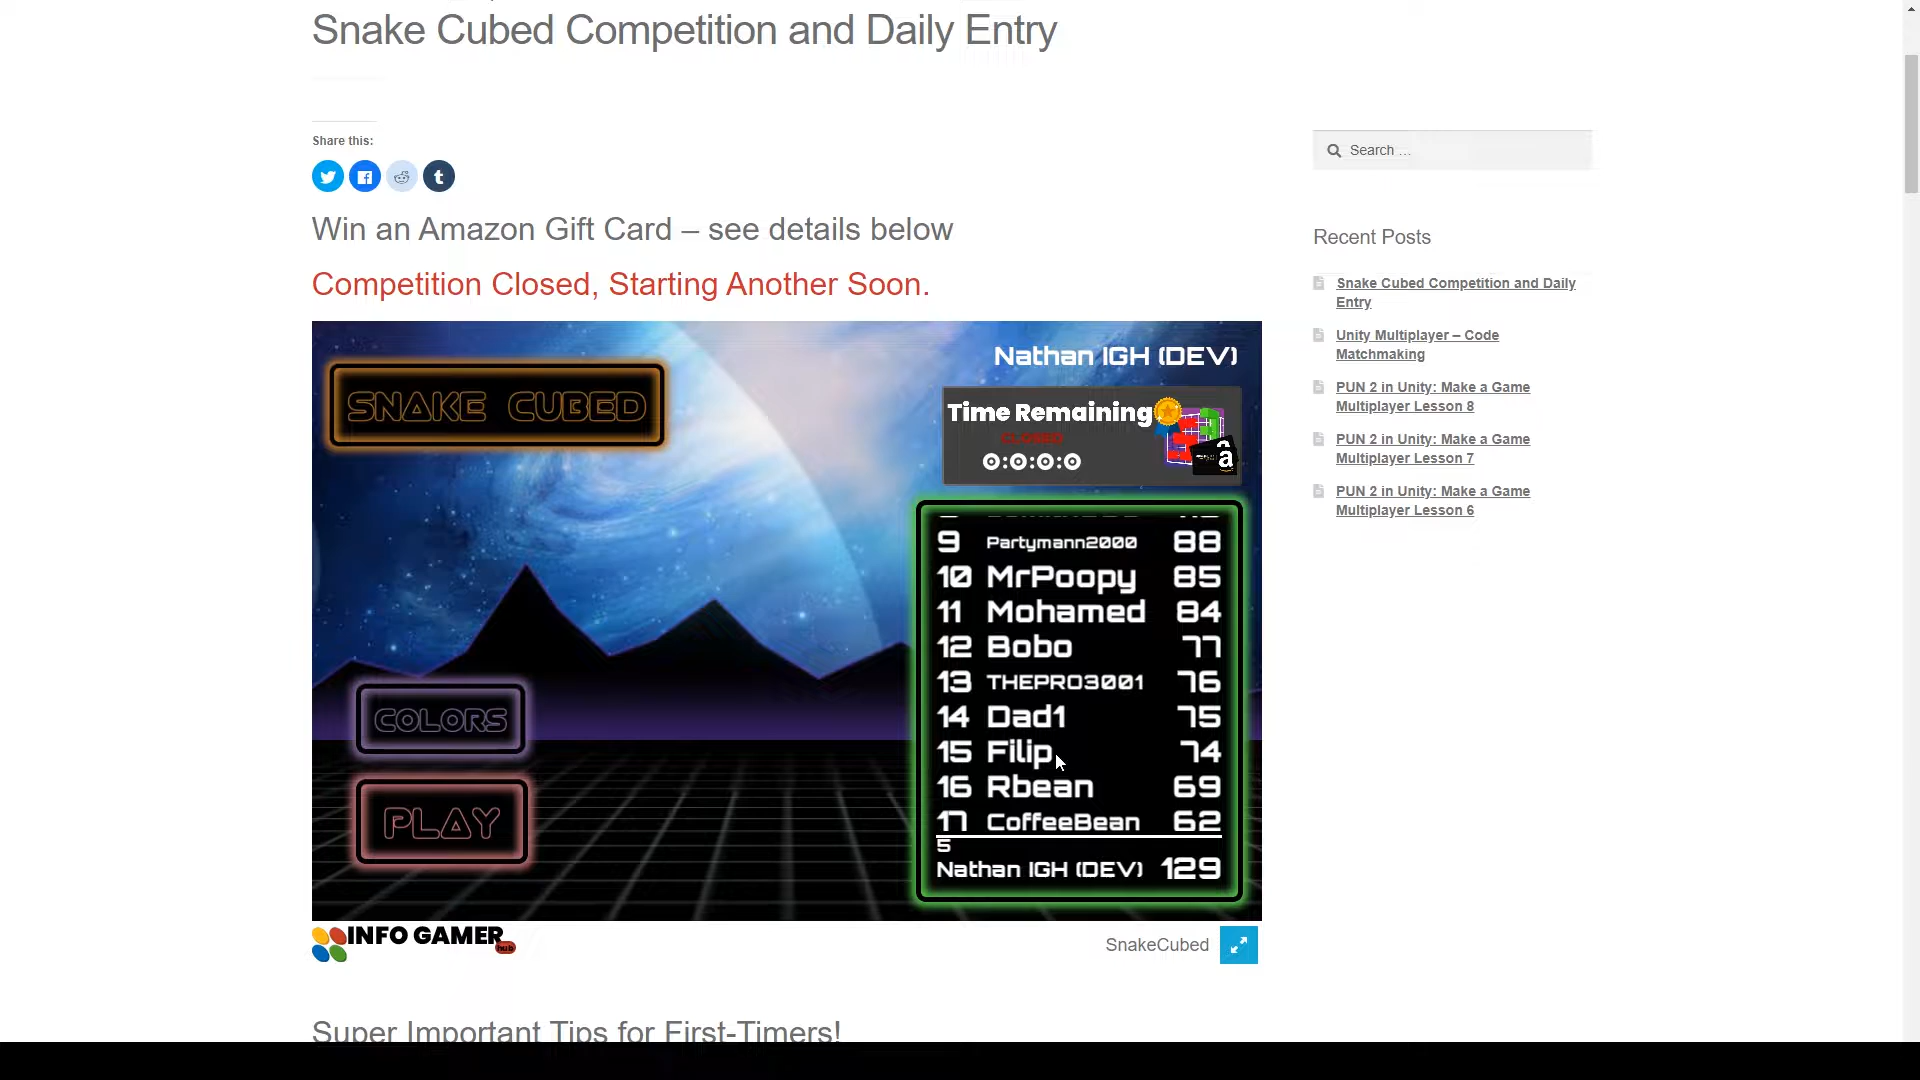 Snake Cubed Competition and Daily Entry
Share this:
Search …
Win an Amazon Gift Card – see details below
Recent Posts
Competition Closed, Starting Another Soon.
Snake Cubed Competition and Daily
Entry
Unity Multiplayer – Code
Matchmaking
PUN 2 in Unity: Make a Game
Multiplayer Lesson 8
PUN 2 in Unity: Make a Game
Multiplayer Lesson 7
PUN 2 in Unity: Make a Game
Multiplayer Lesson 6
Nathan IGH (DEV)
SNAKE CUBED
Time Remaining
CLOSED
0:0:0:0
9 Partymann2000 88
10 MrPoopy 85
11 Mohamed 84
12 Bobo 77
13 THEPRO3001 76
14 Dad1 75
15 Filip 74
16 Rbean 69
17 CoffeeBean 62
5
Nathan IGH (DEV) 129
COLORS
PLAY
INFO GAMER
hub
SnakeCubed
Super Important Tips for First-Timers!